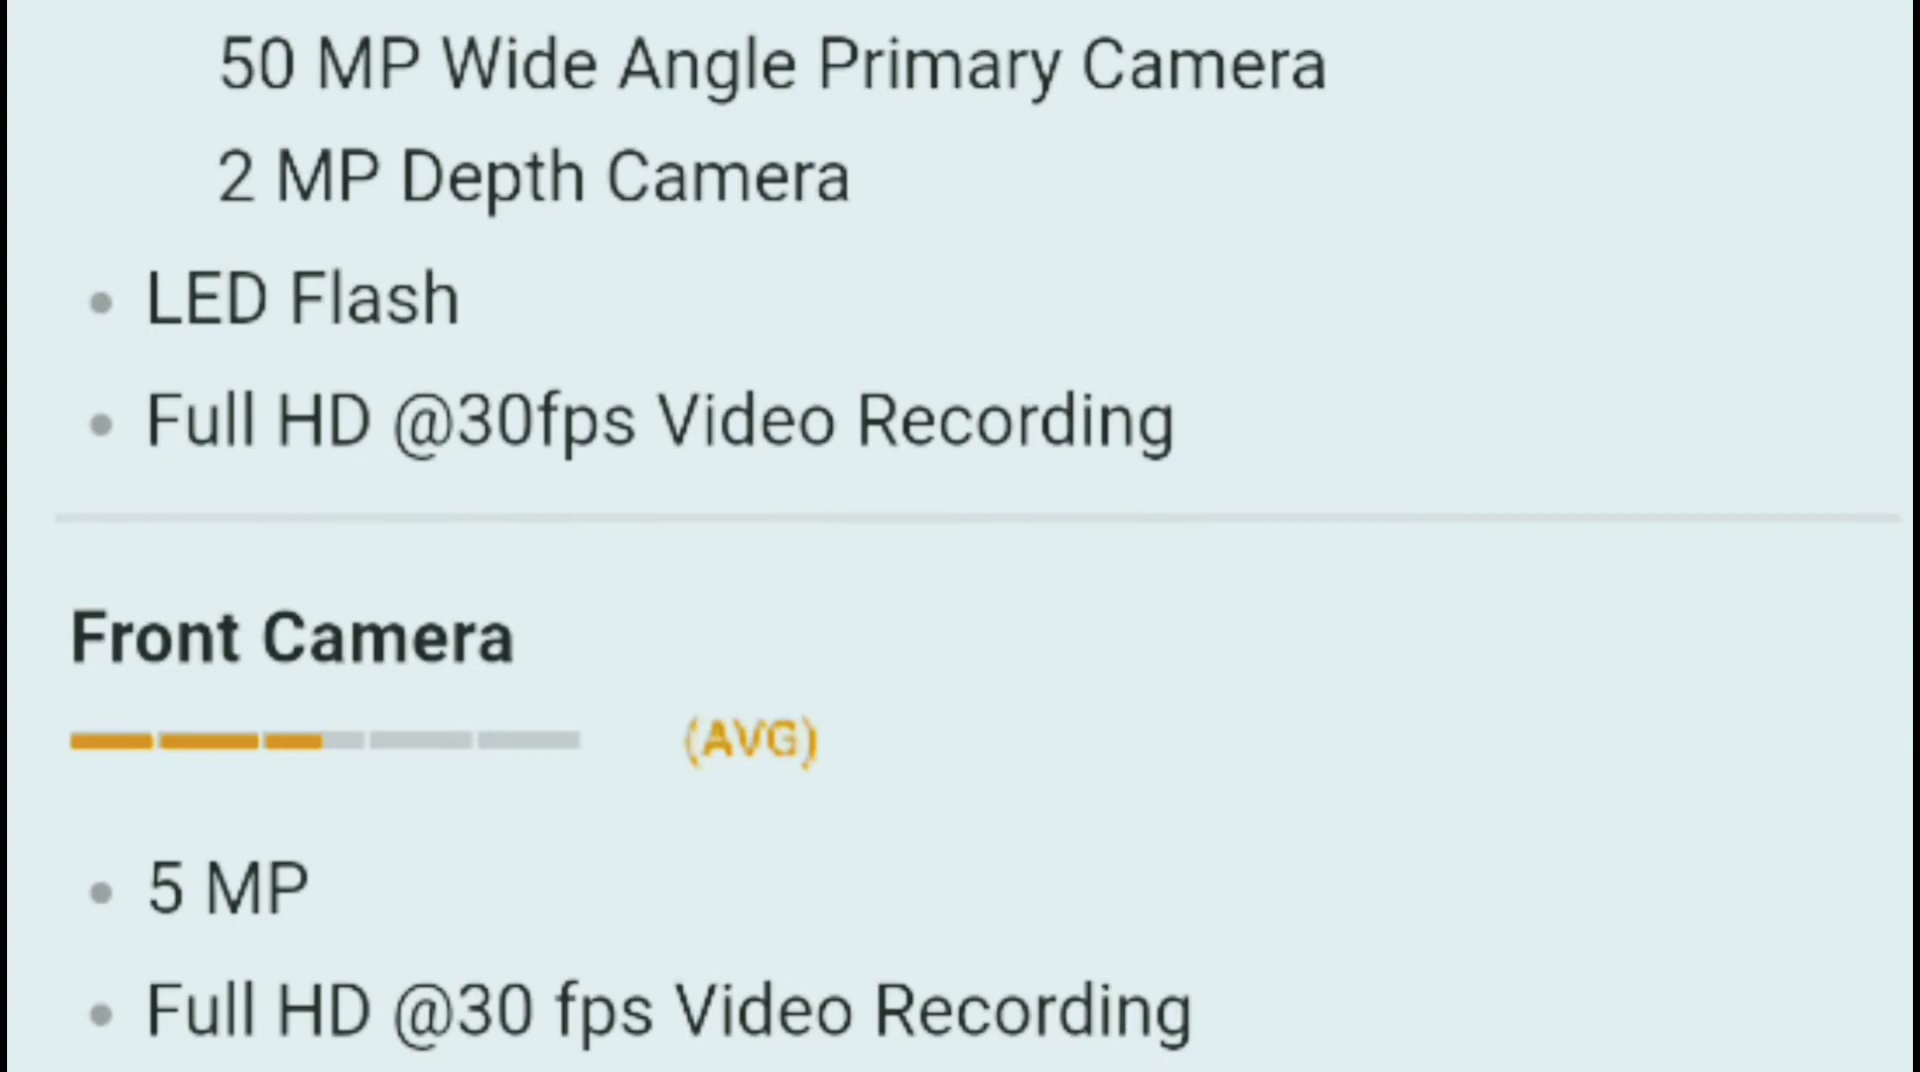 50 MP Wide Angle Primary Camera
2 MP Depth Camera
LED Flash
Full HD @30fps Video Recording
Front Camera
(AVG)
5 MP
Full HD @30 fps Video Recording